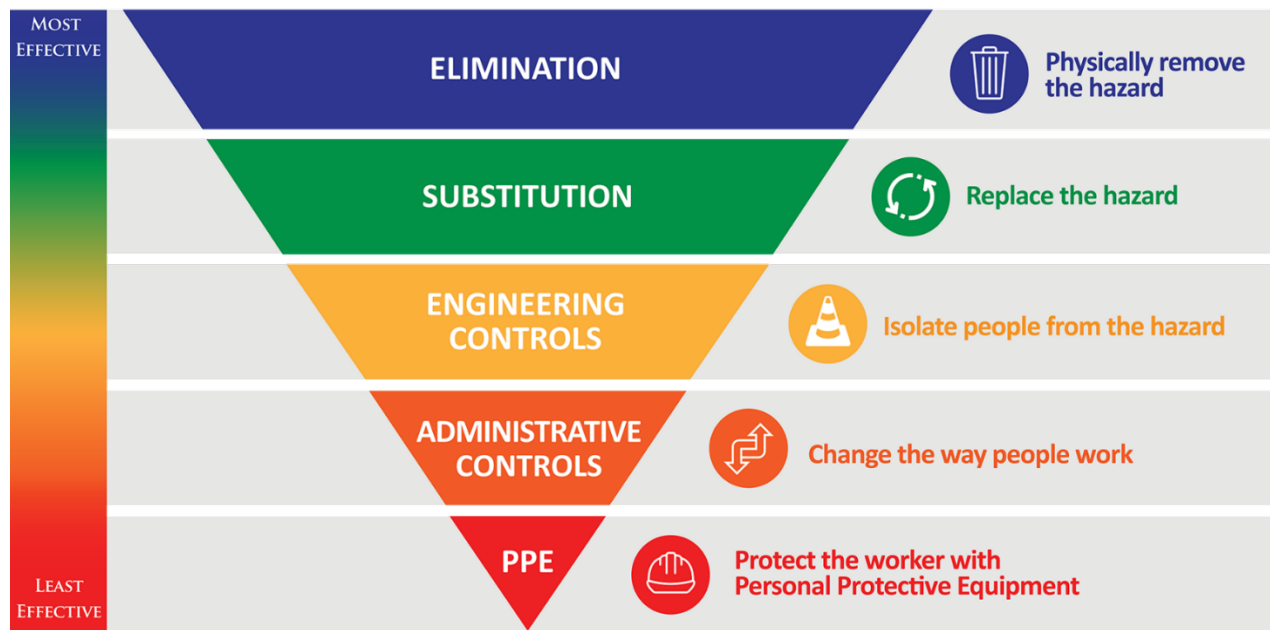 MOST
EFFECTIVE
ELIMINATION
Physically remove
the hazard
SUBSTITUTION
Replace the hazard
ENGINEERING
CONTROLS
Isolate people from the hazard
ADMINISTRATIVE
CONTROLS
Change the way people work
PPE
Protect the worker with
Personal Protective Equipment
LEAST
EFFECTIVE